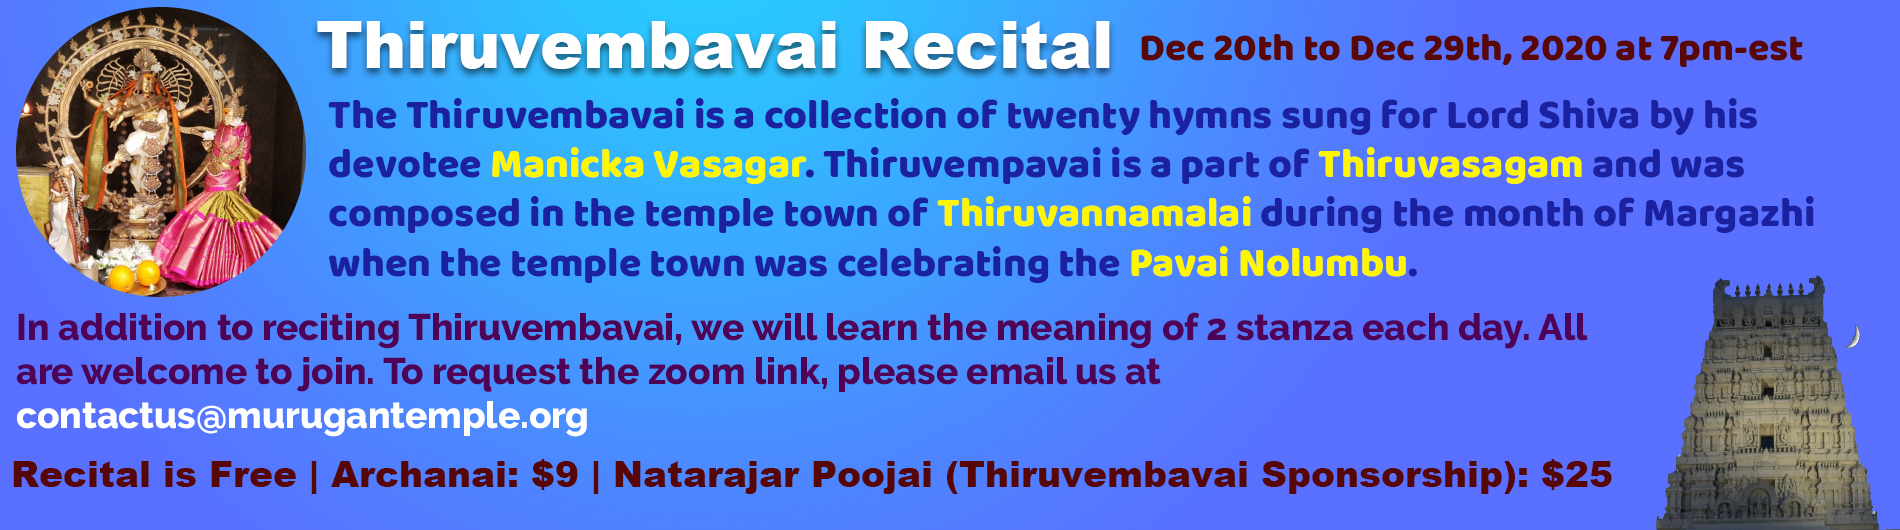 Thiruvembavai Recital Dec 20th to Dec 29th, 2020 at 7pm-est
The Thiruvembavai is a collection of twenty hymns sung for Lord Shiva by his
devotee Manicka Vasagar. Thiruvempavai is a part of Thiruvasagam and was
composed in the temple town of Thiruvannamalai during the month of Margazhi
when the temple town was celebrating the Pavai Nolumbu.
In addition to reciting Thiruvembavai, we will learn the meaning of 2 stanza each day. All
are welcome to join. To request the zoom link, please email us at
contactus@murugantemple.org
Recital is Free | Archanai: $9 | Natarajar Poojai (Thiruvembavai Sponsorship): $25